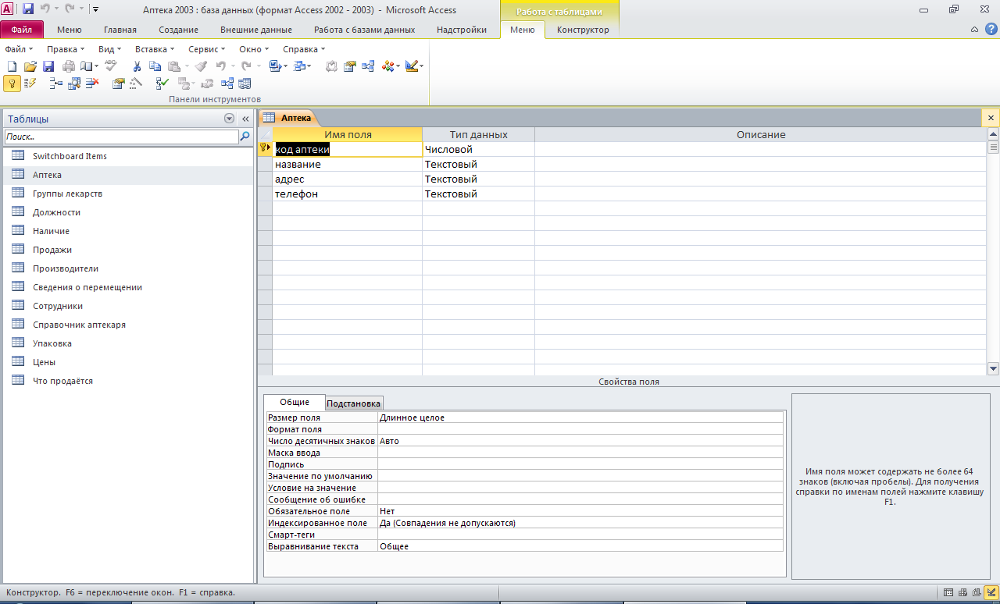 Аптека 2003 : база данных (формат Access 2002 - 2003) - Microsoft Access
Работа с таблицами
Файл Меню Главная Создание Внешние данные Работа с базами данных Надстройки Меню Конструктор
Файл Правка Вид Вставка Сервис Окно Справка
Панели инструментов
Таблицы
Поиск...
Switchboard Items
Аптека
Группы лекарств
Должности
Наличие
Продажи
Производители
Сведения о перемещении
Сотрудники
Справочник аптекаря
Упаковка
Цены
Что продаётся
Аптека
Имя поля Тип данных Описание
код аптеки Числовой
название Текстовый
адрес Текстовый
телефон Текстовый
Свойства поля
Общие Подстановка
Размер поля Длинное целое
Формат поля
Число десятичных знаков Авто
Маска ввода
Подпись
Значение по умолчанию
Условие на значение
Сообщение об ошибке
Обязательное поле Нет
Индексированное поле Да (Совпадения не допускаются)
Смарт-теги
Выравнивание текста Общее
Имя поля может содержать не более 64
знаков (включая пробелы). Для получения
справки по именам полей нажмите клавишу
F1.
Конструктор. F6 = переключение окон. F1 = справка.